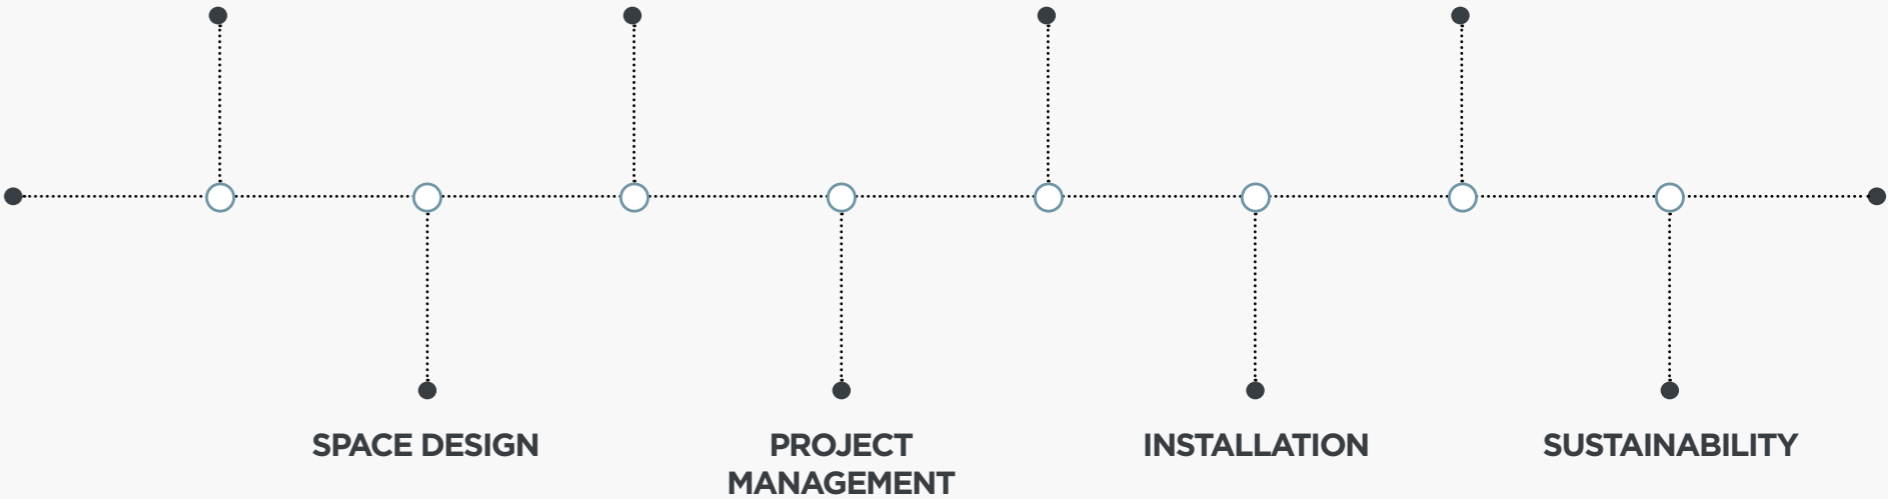 SPACE DESIGN
PROJECT
MANAGEMENT
INSTALLATION
SUSTAINABILITY